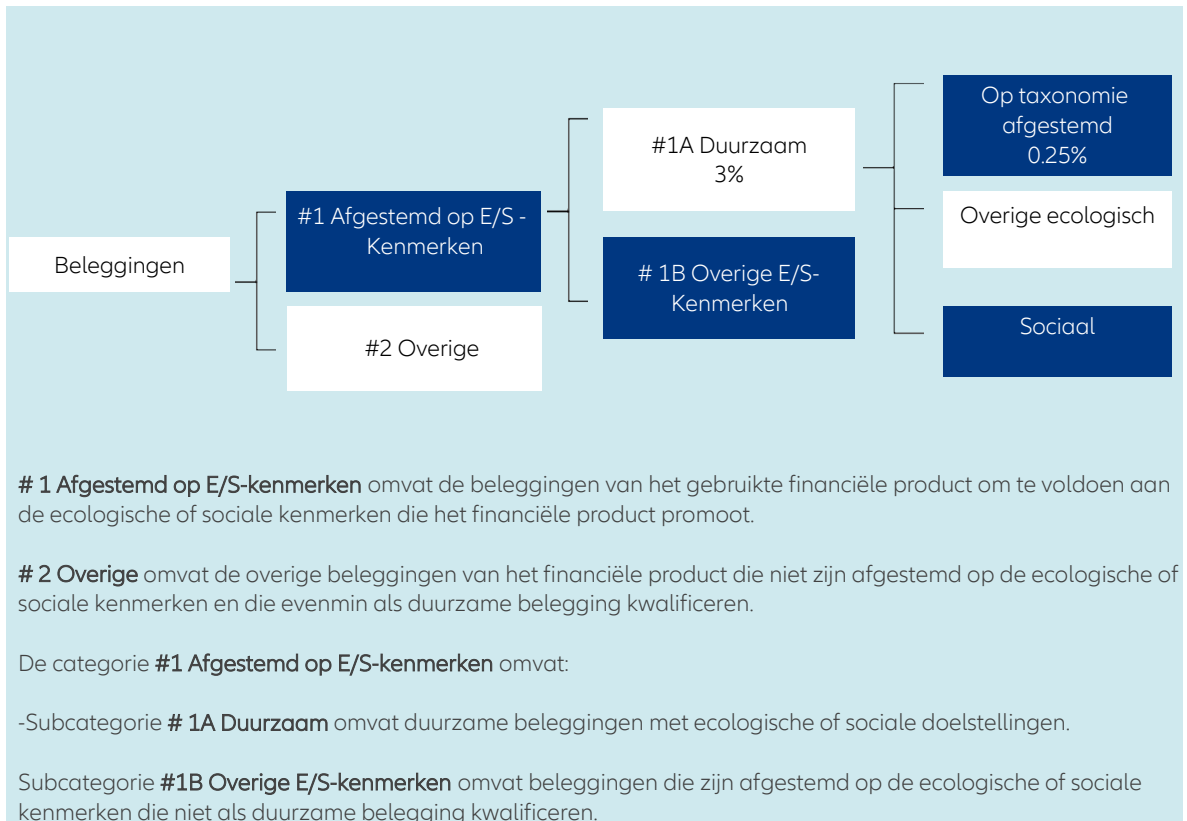 Beleggingen
#1 Afgestemd op E/S -
Kenmerken
#2 Overige
#1A Duurzaam
3%
# 1B Overige E/S-
Kenmerken
Op taxonomie
afgestemd
0.25%
Overige ecologisch
Sociaal
# 1 Afgestemd op E/S-kenmerken omvat de beleggingen van het gebruikte financiële product om te voldoen aan
de ecologische of sociale kenmerken die het financiële product promoot.
# 2 Overige omvat de overige beleggingen van het financiële product die niet zijn afgestemd op de ecologische of
sociale kenmerken en die evenmin als duurzame belegging kwalificeren.
De categorie #1 Afgestemd op E/S-kenmerken omvat:
-Subcategorie # 1A Duurzaam omvat duurzame beleggingen met ecologische of sociale doelstellingen.
Subcategorie #1B Overige E/S-kenmerken omvat beleggingen die zijn afgestemd op de ecologische of sociale
kenmerken die niet als duurzame belegging kwalificeren.